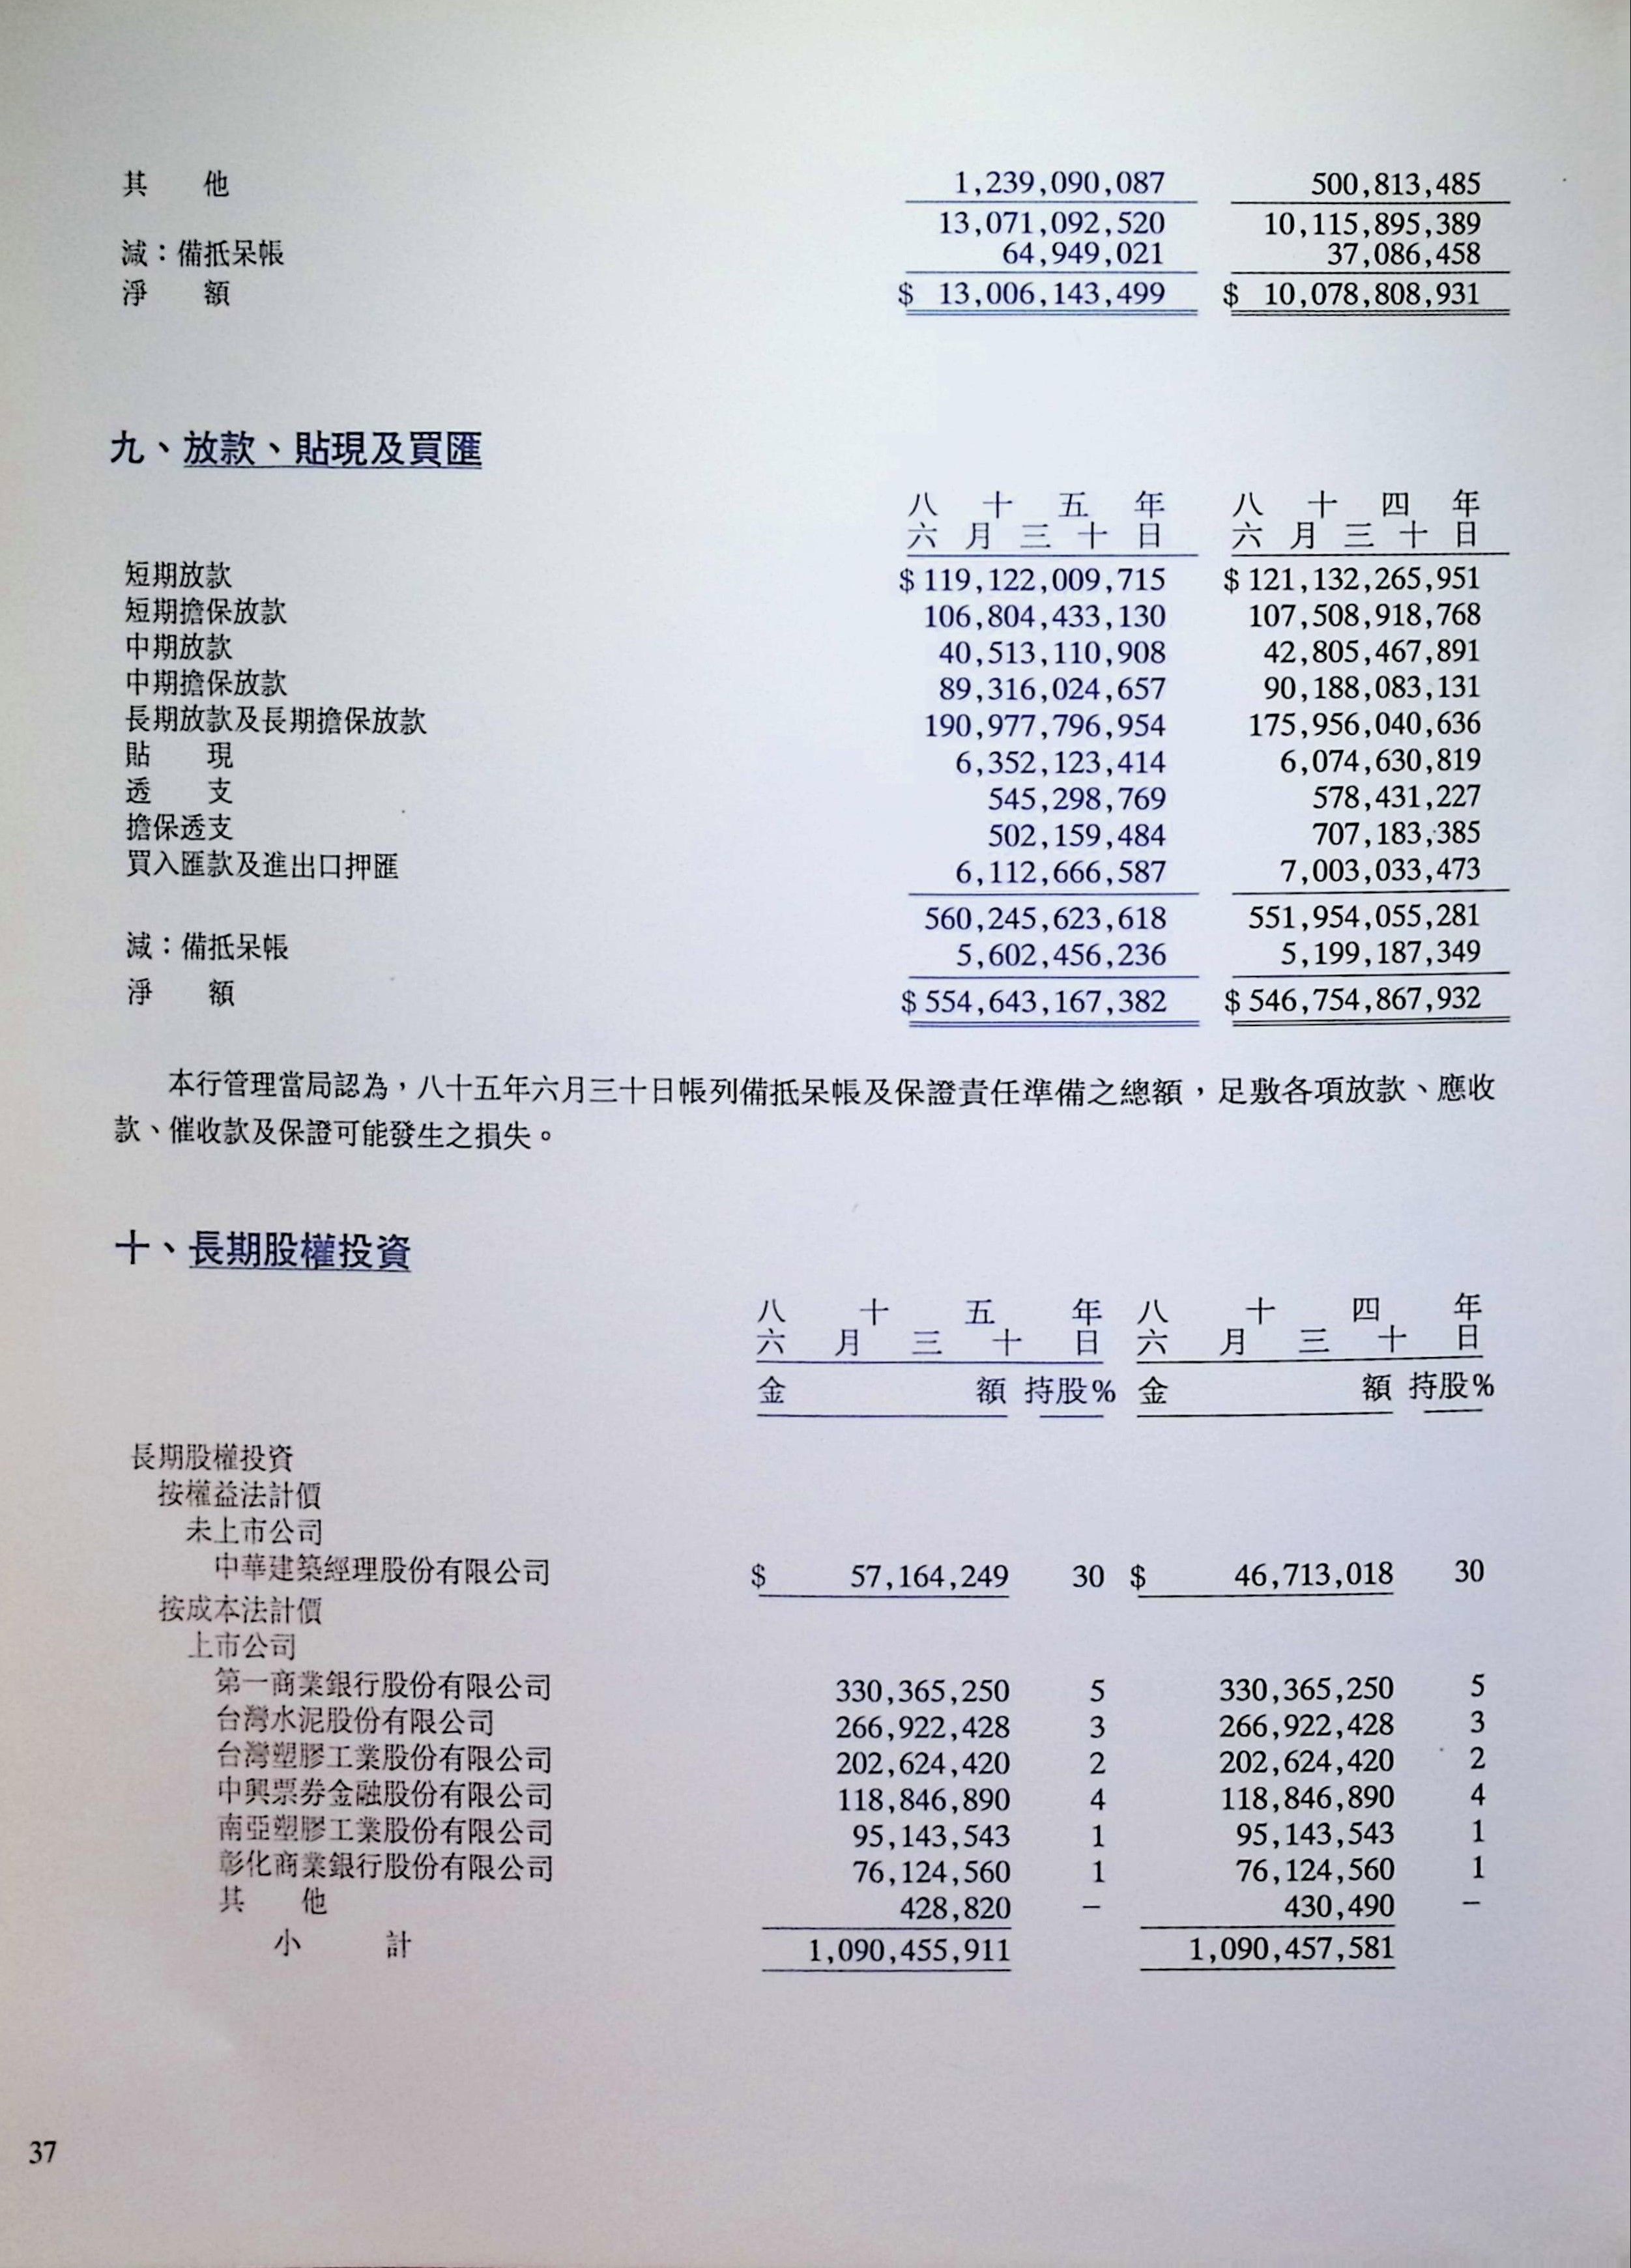 其 他 1,239,090,087 500,813,485
13,071,092,520 10,115,895,389
減：備抵呆帳 64,949,021 37,086,458
淨 額 $ 13,006,143,499 $ 10,078,808,931
九、放款、貼現及買匯
八十五年 八十四年
六月三十日 六月三十日
短期放款 $119,122,009,715 $121,132,265,951
短期擔保放款 106,804,433,130 107,508,918,768
中期放款 40,513,110,908 42,805,467,891
中期擔保放款 89,316,024,657 90,188,083,131
長期放款及長期擔保放款 190,977,796,954 175,956,040,636
貼 現 6,352,123,414 6,074,630,819
透 支 545,298,769 578,431,227
擔保透支 502,159,484 707,183,385
買入匯款及進出口押匯 6,112,666,587 7,003,033,473
560,245,623,618 551,954,055,281
減：備抵呆帳 5,602,456,236 5,199,187,349
淨 額 $554,643,167,382 $546,754,867,932
本行管理當局認為，八十五年六月三十日帳列備抵呆帳及保證責任準備之總額，足敷各項放款、應收
款、催收款及保證可能發生之損失。
十、長期股權投資
八十五年 八十四年
六月三十日 六月三十日
金額 持股% 金額 持股%
長期股權投資
按權益法計價
未上市公司
中華建築經理股份有限公司 $ 57,164,249 30 $ 46,713,018 30
按成本法計價
上市公司
第一商業銀行股份有限公司 330,365,250 5 330,365,250 5
台灣水泥股份有限公司 266,922,428 3 266,922,428 3
台灣塑膠工業股份有限公司 202,624,420 2 202,624,420 2
中興票券金融股份有限公司 118,846,890 4 118,846,890 4
南亞塑膠工業股份有限公司 95,143,543 1 95,143,543 1
彰化商業銀行股份有限公司 76,124,560 1 76,124,560 1
其 他 428,820 － 430,490 －
小 計 1,090,455,911 1,090,457,581
37